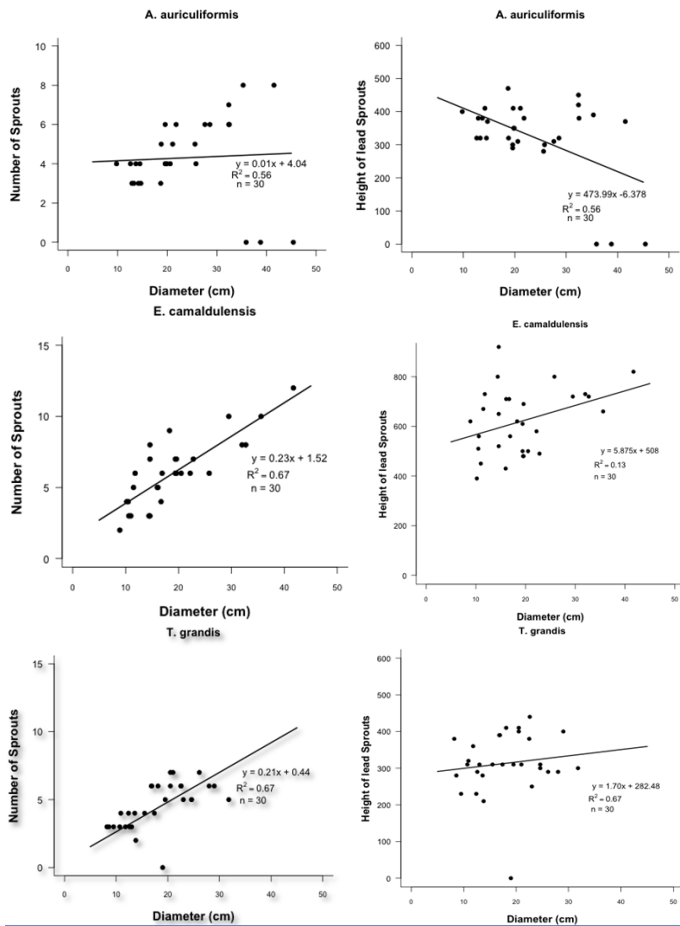 A. auriculiformis
Number of Sprouts
10
8
6
4
2
0
y = 0.01x + 4.04
R2 = 0.56
n = 30
0 10 20 30 40 50
Diameter (cm)
A. auriculiformis
Height of lead Sprouts
600
500
400
300
200
100
0
y = 473.99x -6.378
R2 = 0.56
n = 30
0 10 20 30 40 50
Diameter (cm)
E. camaldulensis
Number of Sprouts
15
10
5
0
y = 0.23x + 1.52
R2 = 0.67
n = 30
0 10 20 30 40 50
Diameter (cm)
E. camaldulensis
Height of lead Sprouts
800
600
400
200
0
y = 5.875x + 508
R2 = 0.13
n = 30
0 10 20 30 40 50
Diameter (cm)
T. grandis
Number of Sprouts
15
10
5
0
y = 0.21x + 0.44
R2 = 0.67
n = 30
0 10 20 30 40 50
Diameter (cm)
T. grandis
Height of lead Sprouts
600
500
400
300
200
100
0
y = 1.70x + 282.48
R2 = 0.67
n = 30
0 10 20 30 40 50
Diameter (cm)